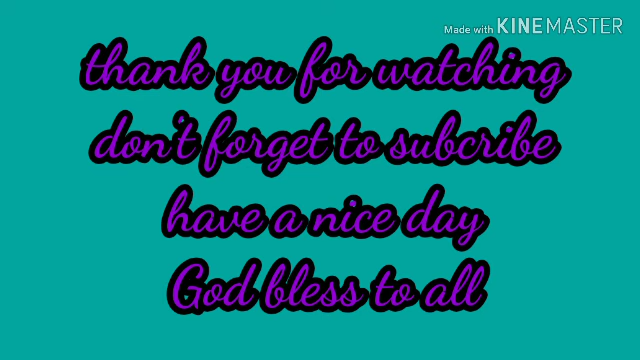 Made with KINEMASTER
thank you for watching
don't forget to subcribe
have a nice day
God bless to all